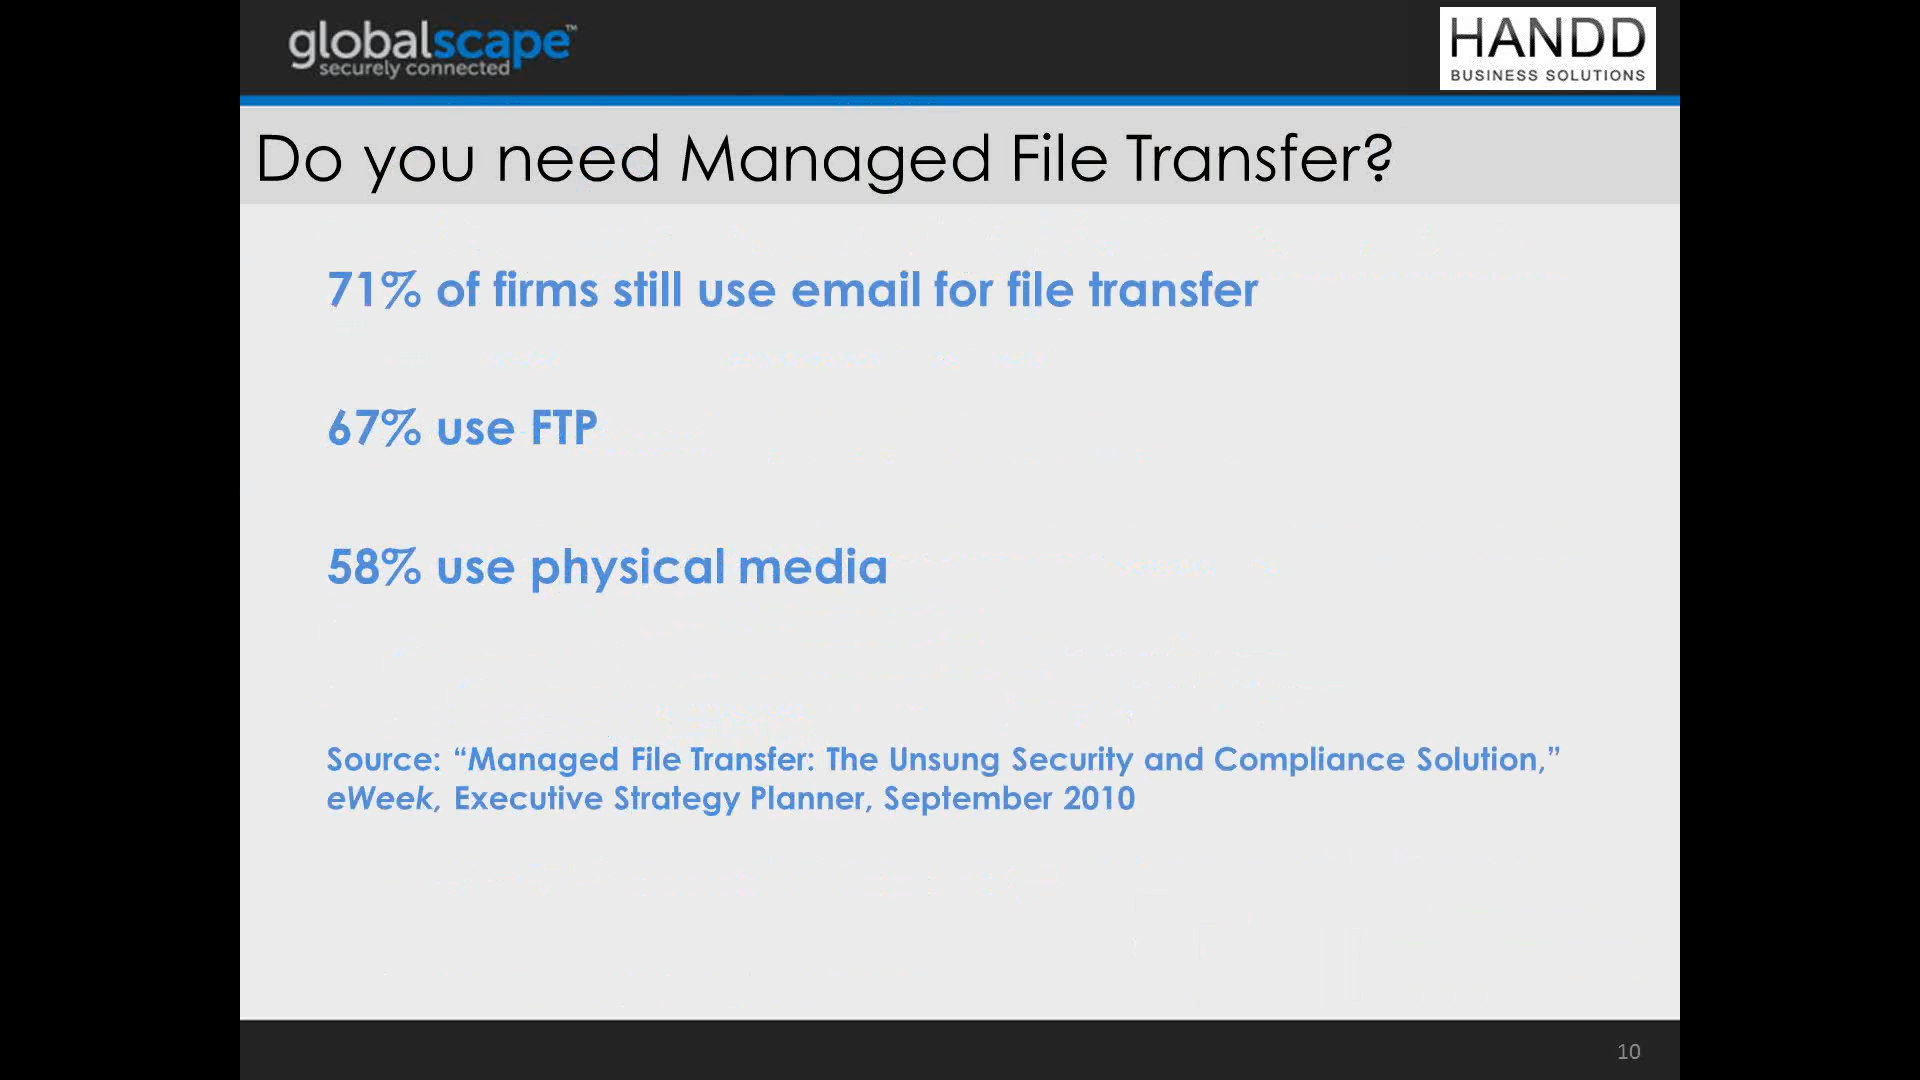 globalscape™
securely connected
HANDD
BUSINESS SOLUTIONS
Do you need Managed File Transfer?
71% of firms still use email for file transfer
67% use FTP
58% use physical media
Source: “Managed File Transfer: The Unsung Security and Compliance Solution,”
eWeek, Executive Strategy Planner, September 2010
10